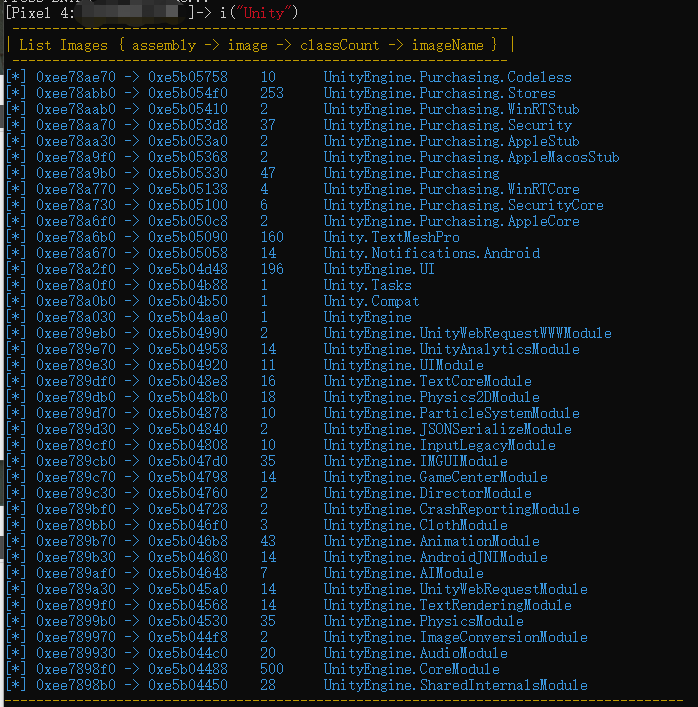 [Pixel 4: ]-> i("Unity")
| List Images { assembly -> image -> classCount -> imageName } |
[*] 0xee78ae70 -> 0xe5b05758 10 UnityEngine.Purchasing.Codeless
[*] 0xee78abb0 -> 0xe5b054f0 253 UnityEngine.Purchasing.Stores
[*] 0xee78aab0 -> 0xe5b05410 2 UnityEngine.Purchasing.WinRTStub
[*] 0xee78aa70 -> 0xe5b053d8 37 UnityEngine.Purchasing.Security
[*] 0xee78aa30 -> 0xe5b053a0 2 UnityEngine.Purchasing.AppleStub
[*] 0xee78a9f0 -> 0xe5b05368 2 UnityEngine.Purchasing.AppleMacosStub
[*] 0xee78a9b0 -> 0xe5b05330 47 UnityEngine.Purchasing
[*] 0xee78a770 -> 0xe5b05138 4 UnityEngine.Purchasing.WinRTCore
[*] 0xee78a730 -> 0xe5b05100 6 UnityEngine.Purchasing.SecurityCore
[*] 0xee78a6f0 -> 0xe5b050c8 2 UnityEngine.Purchasing.AppleCore
[*] 0xee78a6b0 -> 0xe5b05090 160 Unity.TextMeshPro
[*] 0xee78a670 -> 0xe5b05058 14 Unity.Notifications.Android
[*] 0xee78a2f0 -> 0xe5b04d48 196 UnityEngine.UI
[*] 0xee78a0f0 -> 0xe5b04b88 1 Unity.Tasks
[*] 0xee78a0b0 -> 0xe5b04b50 1 Unity.Compat
[*] 0xee78a030 -> 0xe5b04ae0 1 UnityEngine
[*] 0xee789eb0 -> 0xe5b04990 2 UnityEngine.UnityWebRequestWWWModule
[*] 0xee789e70 -> 0xe5b04958 14 UnityEngine.UnityAnalyticsModule
[*] 0xee789e30 -> 0xe5b04920 11 UnityEngine.UIModule
[*] 0xee789df0 -> 0xe5b048e8 16 UnityEngine.TextCoreModule
[*] 0xee789db0 -> 0xe5b048b0 18 UnityEngine.Physics2DModule
[*] 0xee789d70 -> 0xe5b04878 10 UnityEngine.ParticleSystemModule
[*] 0xee789d30 -> 0xe5b04840 2 UnityEngine.JSONSerializeModule
[*] 0xee789cf0 -> 0xe5b04808 10 UnityEngine.InputLegacyModule
[*] 0xee789cb0 -> 0xe5b047d0 35 UnityEngine.IMGUIModule
[*] 0xee789c70 -> 0xe5b04798 14 UnityEngine.GameCenterModule
[*] 0xee789c30 -> 0xe5b04760 2 UnityEngine.DirectorModule
[*] 0xee789bf0 -> 0xe5b04728 2 UnityEngine.CrashReportingModule
[*] 0xee789bb0 -> 0xe5b046f0 3 UnityEngine.ClothModule
[*] 0xee789b70 -> 0xe5b046b8 43 UnityEngine.AnimationModule
[*] 0xee789b30 -> 0xe5b04680 14 UnityEngine.AndroidJNIModule
[*] 0xee789af0 -> 0xe5b04648 7 UnityEngine.AIModule
[*] 0xee789a30 -> 0xe5b045a0 14 UnityEngine.UnityWebRequestModule
[*] 0xee7899f0 -> 0xe5b04568 14 UnityEngine.TextRenderingModule
[*] 0xee7899b0 -> 0xe5b04530 35 UnityEngine.PhysicsModule
[*] 0xee789970 -> 0xe5b044f8 2 UnityEngine.ImageConversionModule
[*] 0xee789930 -> 0xe5b044c0 20 UnityEngine.AudioModule
[*] 0xee7898f0 -> 0xe5b04488 500 UnityEngine.CoreModule
[*] 0xee7898b0 -> 0xe5b04450 28 UnityEngine.SharedInternalsModule